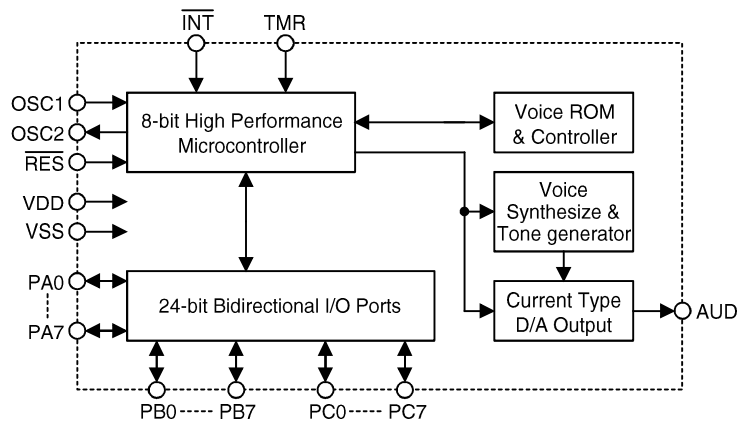 INT
TMR
OSC1
OSC2
RES
VDD
VSS
PA0
PA7
8-bit High Performance
Microcontroller
Voice ROM
& Controller
Voice
Synthesize &
Tone generator
24-bit Bidirectional I/O Ports
Current Type
D/A Output
AUD
PB0
PB7
PC0
PC7